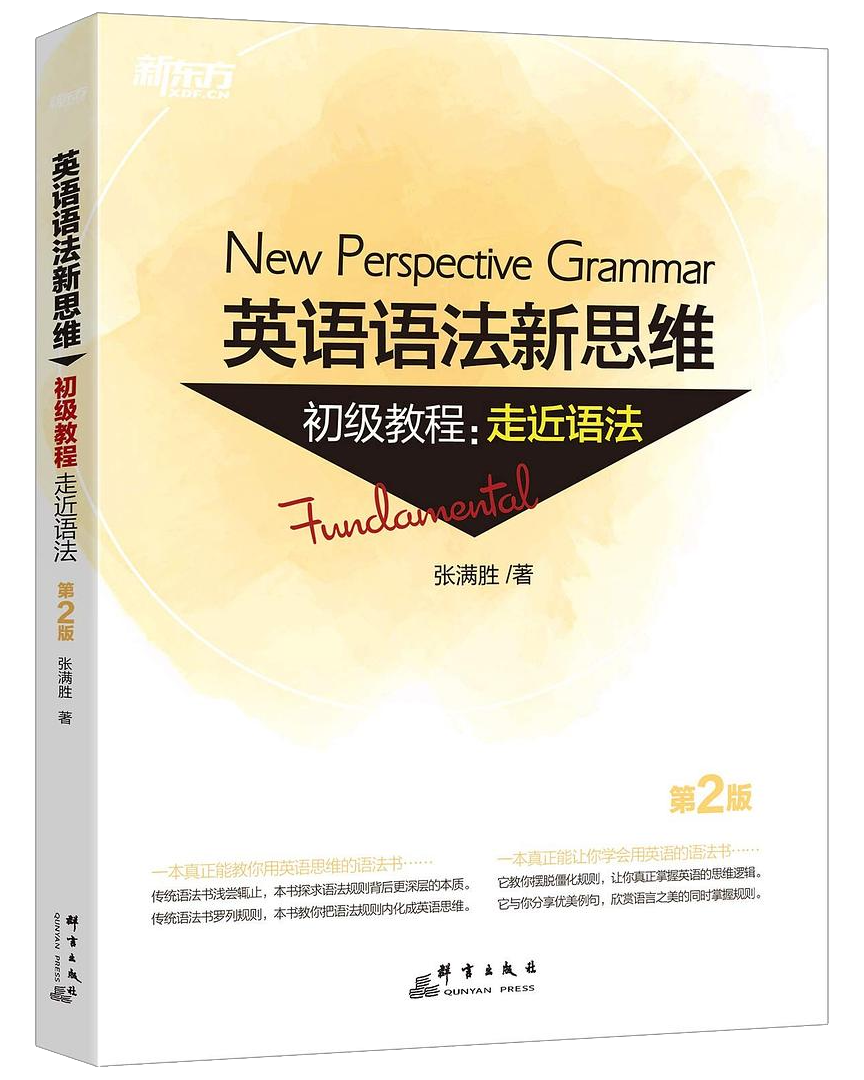 新东方
XDF.CN
New Perspective Grammar
英语语法新思维
初级教程：走近语法
Fundamental
张满胜 /著
第2版
一本真正能教你用英语思维的语法书……
传统语法书浅尝辄止，本书探求语法规则背后更深层的本质。
传统语法书罗列规则，本书教你把语法规则内化成英语思维。
一本真正能让你学会用英语的语法书……
它教你摆脱僵化规则，让你真正掌握英语的思维逻辑。
它与你分享优美例句，欣赏语言之美的同时掌握规则。
群言出版社
QUNYAN PRESS
新东方
英语语法新思维
初级教程
走近语法
第2版
张满胜 著
群言出版社
QUNYAN PRESS